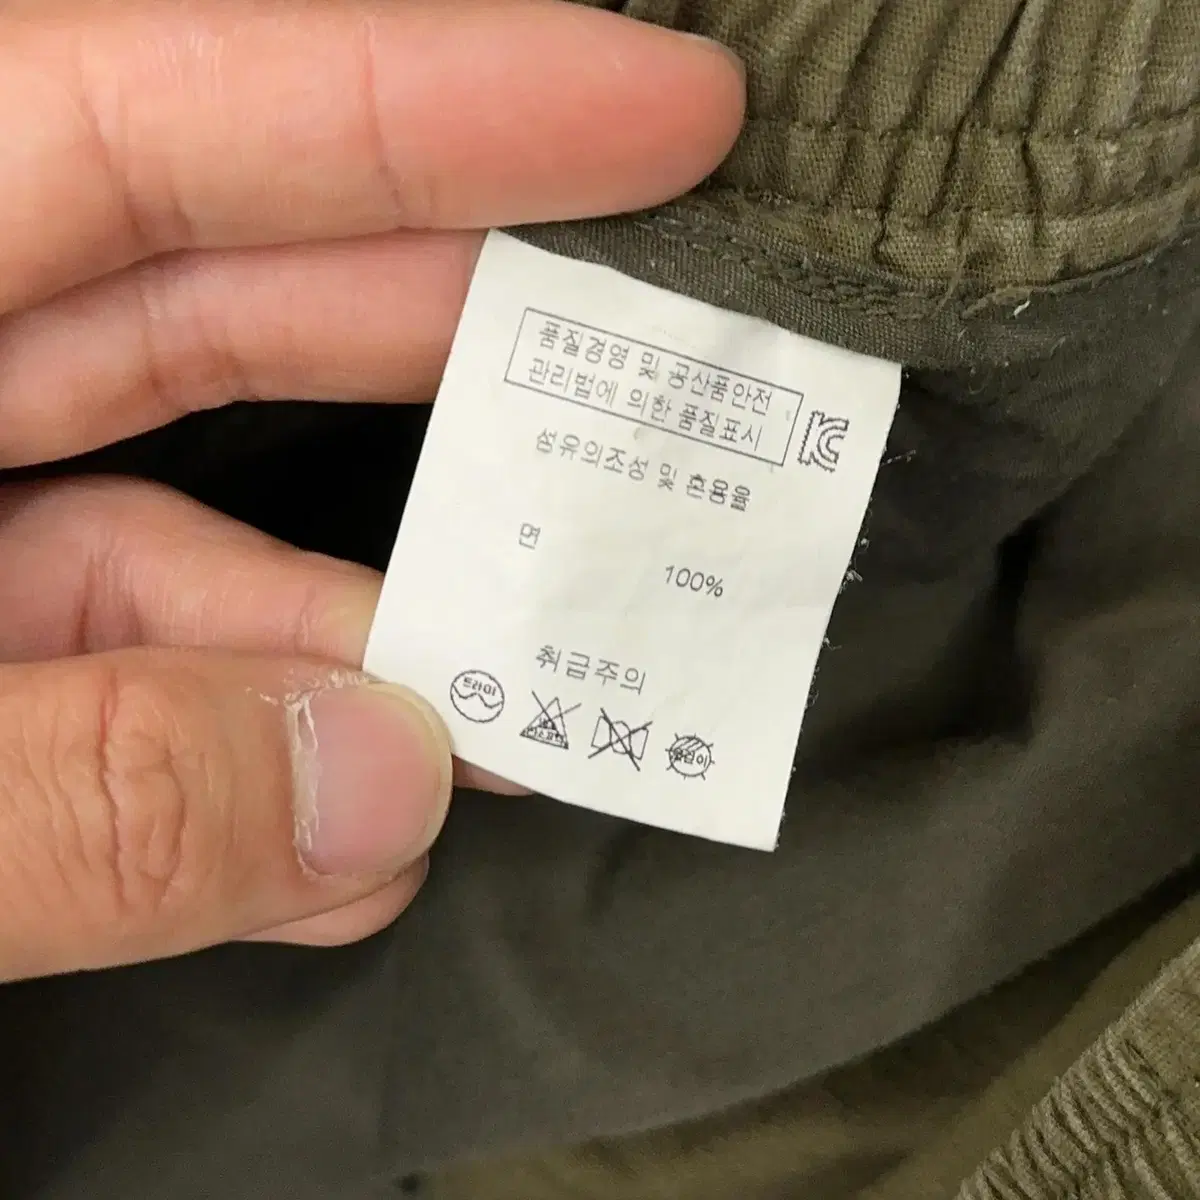 품질경영 및 공산품안전
관리법에 의한 품질표시
섬유의조성 및 혼용율
면
100%
취급주의
드라이